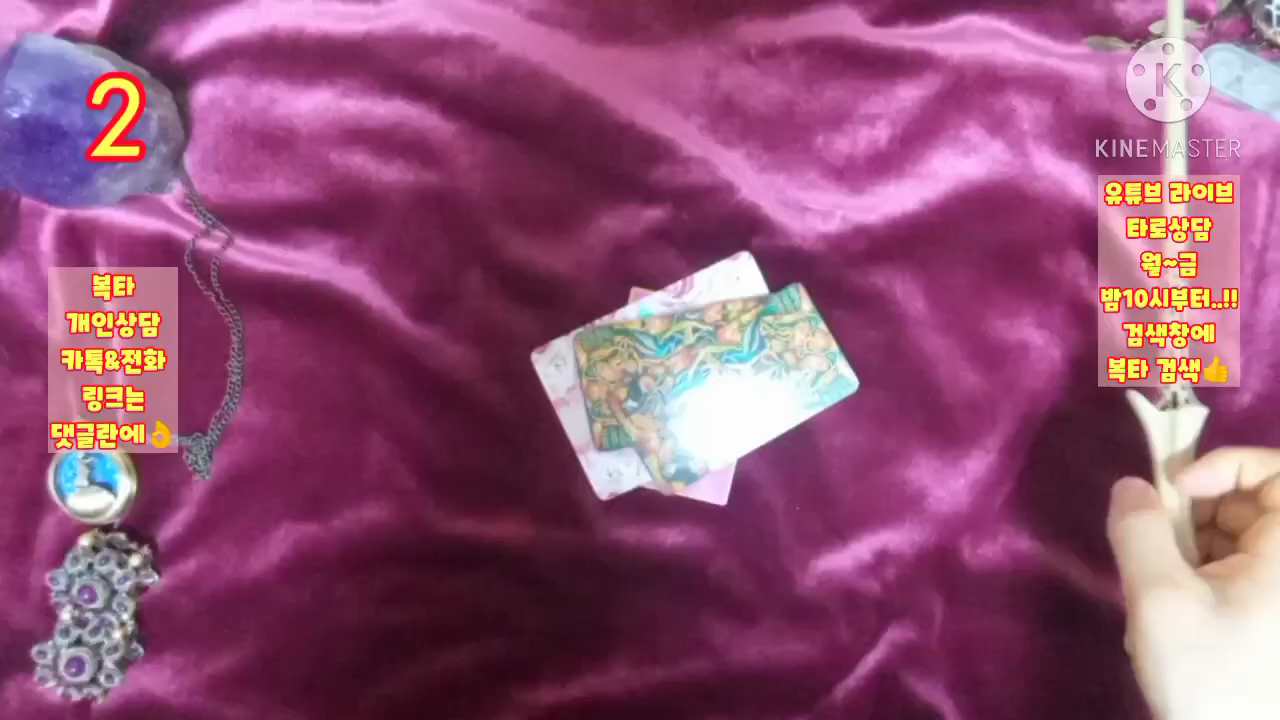 2
복타
개인상담
카톡&전화
링크는
댓글란에👌
K
KINEMASTER
유튜브 라이브
타로상담
월~금
밤10시부터..!!
검색창에
복타 검색👍